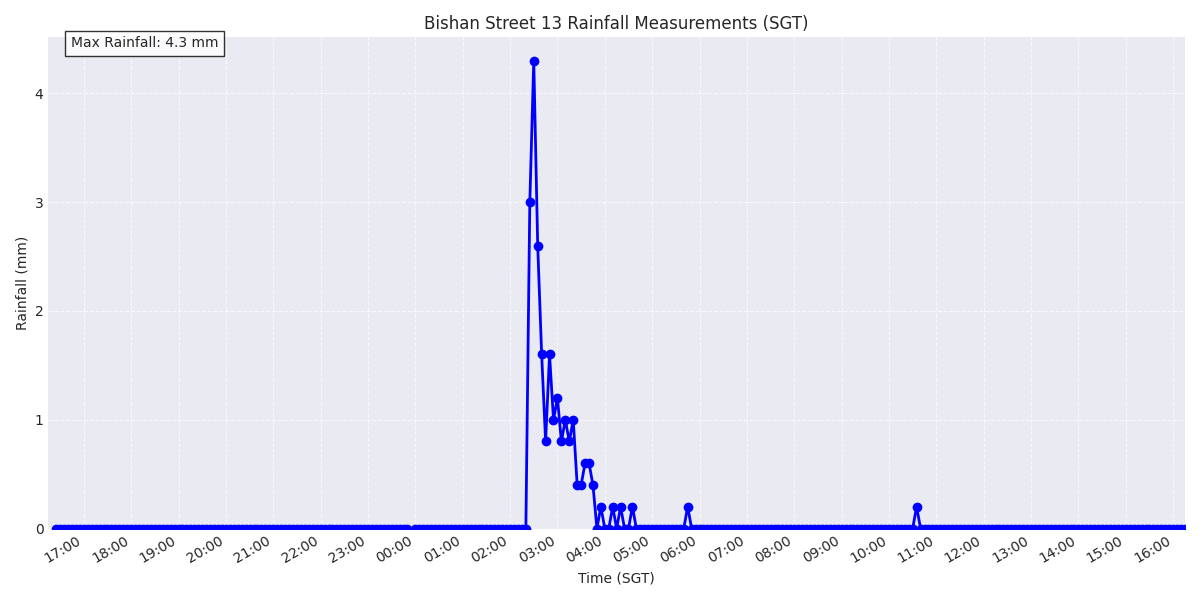 Bishan Street 13 Rainfall Measurements (SGT)
Max Rainfall: 4.3 mm
Rainfall (mm)
4
3
2
1
0
17:00 18:00 19:00 20:00 21:00 22:00 23:00 00:00 01:00 02:00 03:00 04:00 05:00 06:00 07:00 08:00 09:00 10:00 11:00 12:00 13:00 14:00 15:00 16:00
Time (SGT)